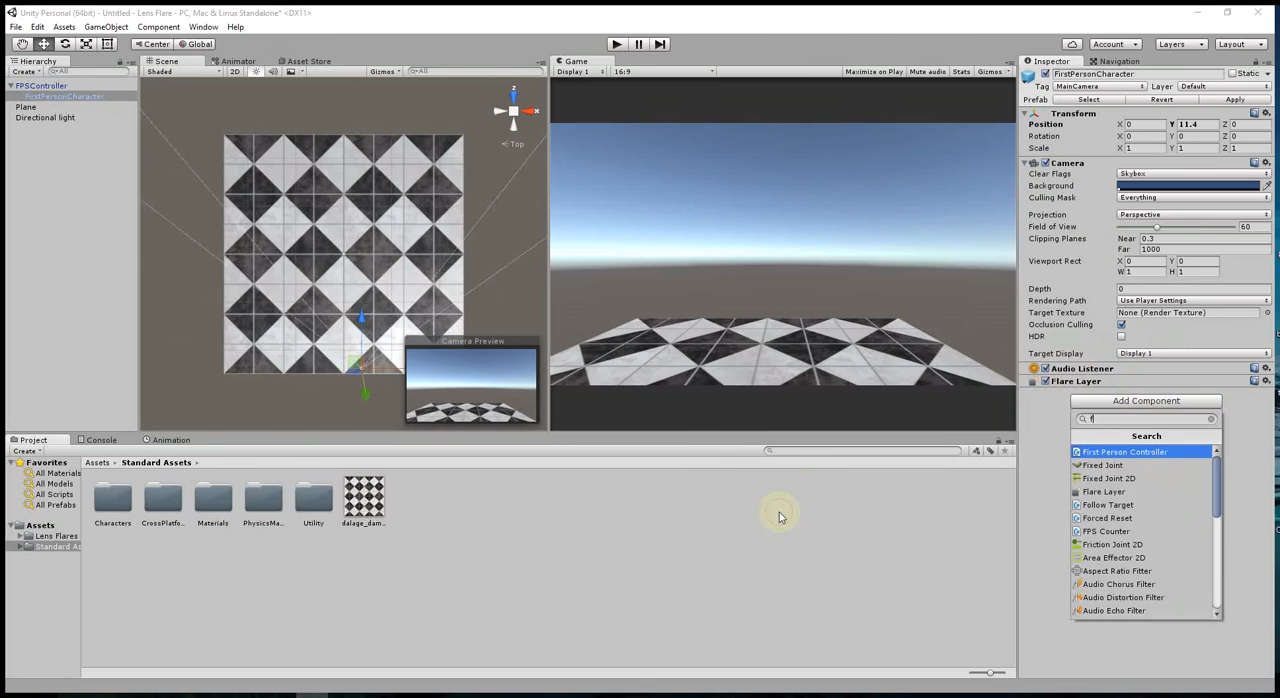 Unity Personal (64bit) - Untitled - Lens Flare - PC, Mac & Linux Standalone* <DX11>
File Edit Assets GameObject Component Window Help
Center Global Account Layers Layout
Hierarchy
Create All
FPSController
FirstPersonCharacter
Plane
Directional light
Scene Animator Asset Store
Shaded 2D Gizmos All
z
x
Top
Camera Preview
Game
Display 1 16:9 Maximize on Play Mute audio Stats Gizmos
Inspector Navigation
FirstPersonCharacter Static
Tag MainCamera Layer Default
Prefab Select Revert Apply
Transform
Position X 0 Y 11.4 Z 0
Rotation X 0 Y 0 Z 0
Scale X 1 Y 1 Z 1
Camera
Clear Flags Skybox
Background
Culling Mask Everything
Projection Perspective
Field of View 60
Clipping Planes Near 0.3
Far 1000
Viewport Rect X 0 Y 0
W 1 H 1
Depth 0
Rendering Path Use Player Settings
Target Texture None (Render Texture)
Occlusion Culling
HDR
Target Display Display 1
Audio Listener
Flare Layer
Add Component
f
Search
First Person Controller
Fixed Joint
Fixed Joint 2D
Flare Layer
Follow Target
Forced Reset
FPS Counter
Friction Joint 2D
Area Effector 2D
Aspect Ratio Fitter
Audio Chorus Filter
Audio Distortion Filter
Audio Echo Filter
Project Console Animation
Create
Favorites
All Materials
All Models
All Scripts
All Prefabs
Assets
Lens Flares
Standard As
Assets Standard Assets
Characters CrossPlatfo... Materials PhysicsMa... Utility dalage_dam...